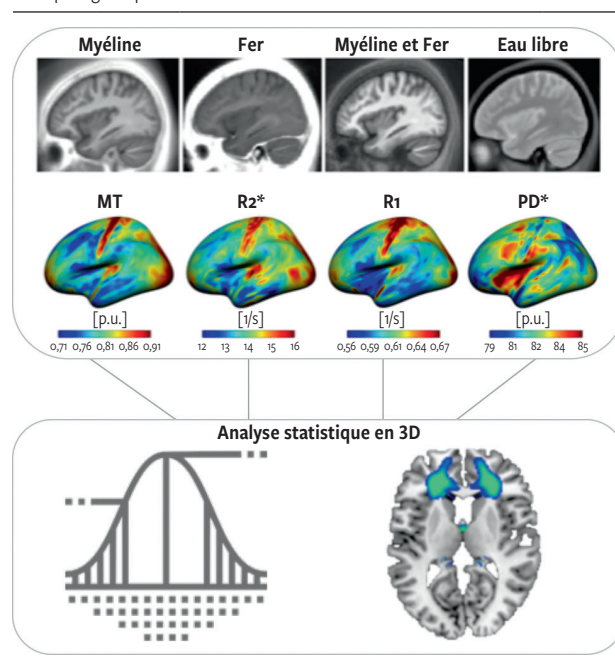 Myéline Fer Myéline et Fer Eau libre
MT R2* R1 PD*
[p.u.] [1/s] [1/s] [p.u.]
0,71 0,76 0,81 0,86 0,91 12 13 14 15 16 0,56 0,59 0,61 0,64 0,67 79 81 82 84 85
Analyse statistique en 3D